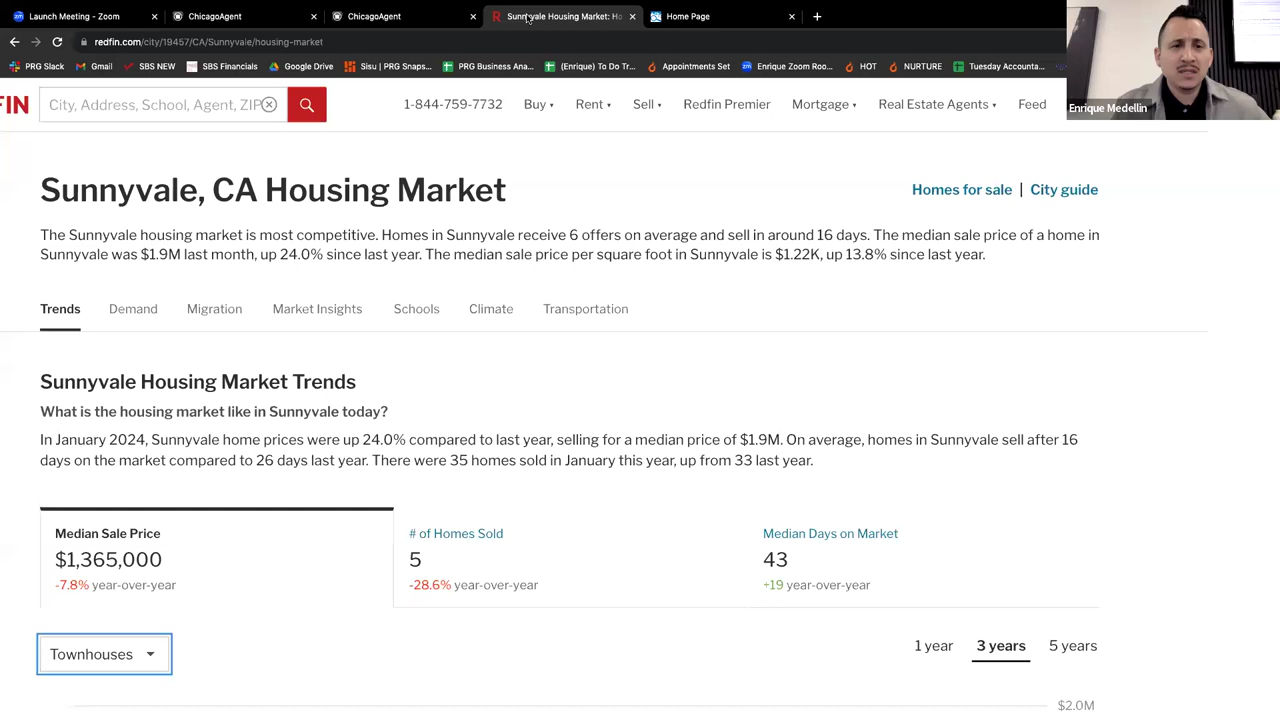 Launch Meeting - Zoom
ChicagoAgent
ChicagoAgent
Sunnyvale Housing Market: Ho
Home Page
redfin.com/city/19457/CA/Sunnyvale/housing-market
PRG Slack
Gmail
SBS NEW
SBS Financials
Google Drive
Sisu | PRG Snaps...
PRG Business Ana...
(Enrique) To Do Tr...
Appointments Set
Enrique Zoom Roo...
HOT
NURTURE
Tuesday Accounta...
Enrique Medellin
FIN
City, Address, School, Agent, ZIP
1-844-759-7732
Buy
Rent
Sell
Redfin Premier
Mortgage
Real Estate Agents
Feed
Sunnyvale, CA Housing Market
Homes for sale | City guide
The Sunnyvale housing market is most competitive. Homes in Sunnyvale receive 6 offers on average and sell in around 16 days. The median sale price of a home in
Sunnyvale was $1.9M last month, up 24.0% since last year. The median sale price per square foot in Sunnyvale is $1.22K, up 13.8% since last year.
Trends
Demand
Migration
Market Insights
Schools
Climate
Transportation
Sunnyvale Housing Market Trends
What is the housing market like in Sunnyvale today?
In January 2024, Sunnyvale home prices were up 24.0% compared to last year, selling for a median price of $1.9M. On average, homes in Sunnyvale sell after 16
days on the market compared to 26 days last year. There were 35 homes sold in January this year, up from 33 last year.
Median Sale Price
$1,365,000
-7.8% year-over-year
# of Homes Sold
5
-28.6% year-over-year
Median Days on Market
43
+19 year-over-year
Townhouses
1 year
3 years
5 years
$2.0M